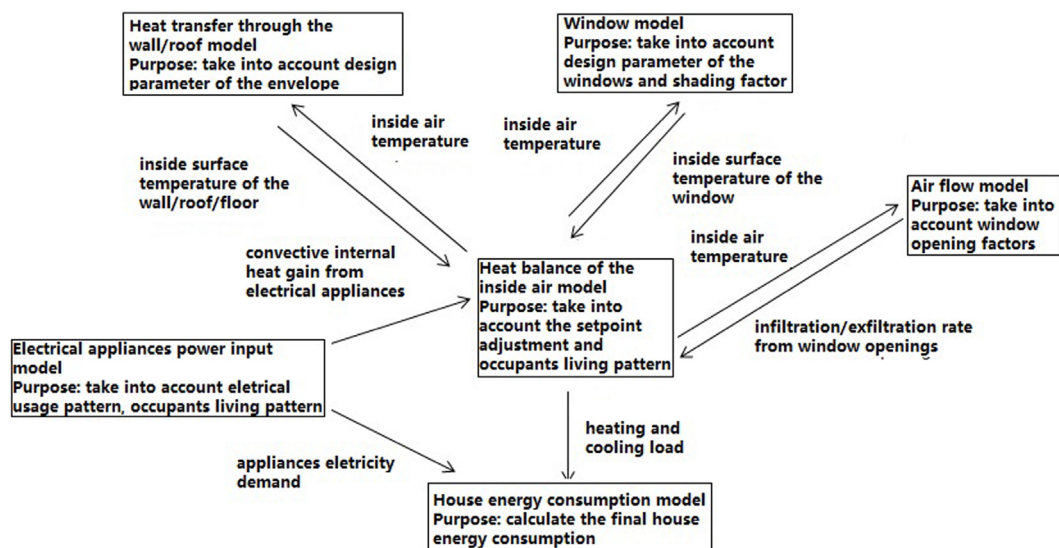 Heat transfer through the
wall/roof model
Purpose: take into account design
parameter of the envelope
Window model
Purpose: take into account
design parameter of the
windows and shading factor
inside air
temperature
inside air
temperature
inside surface
temperature of the
wall/roof/floor
inside surface
temperature of the
window
Air flow model
Purpose: take into
account window
opening factors
inside air
temperature
convective internal
heat gain from
electrical appliances
Heat balance of the
inside air model
Purpose: take into
account the setpoint
adjustment and
occupants living pattern
infiltration/exfiltration rate
from window openings
Electrical appliances power input
model
Purpose: take into account eletrical
usage pattern, occupants living pattern
heating and
cooling load
appliances eletricity
demand
House energy consumption model
Purpose: calculate the final house
energy consumption